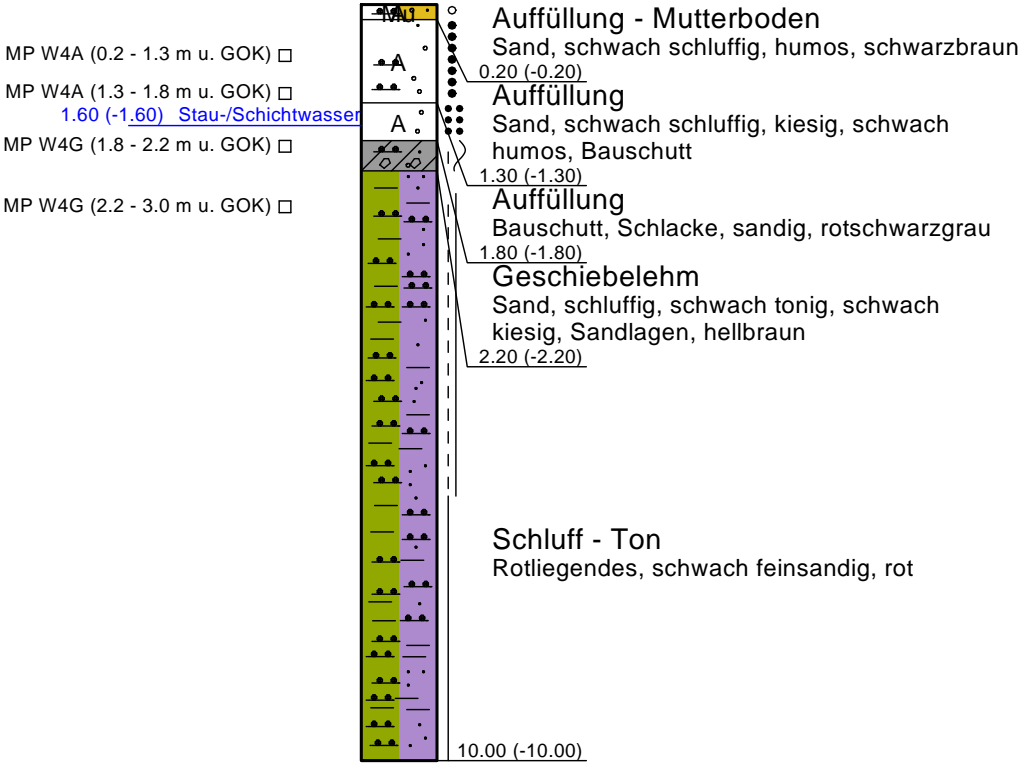 Mu
Auffüllung - Mutterboden
Sand, schwach schluffig, humos, schwarzbraun
0.20 (-0.20)
MP W4A (0.2 - 1.3 m u. GOK)
A
Auffüllung
Sand, schwach schluffig, kiesig, schwach
humos, Bauschutt
1.30 (-1.30)
MP W4A (1.3 - 1.8 m u. GOK)
1.60 (-1.60) Stau-/Schichtwasser
A
Auffüllung
Bauschutt, Schlacke, sandig, rotschwarzgrau
1.80 (-1.80)
MP W4G (1.8 - 2.2 m u. GOK)
Geschiebelehm
Sand, schluffig, schwach tonig, schwach
kiesig, Sandlagen, hellbraun
2.20 (-2.20)
MP W4G (2.2 - 3.0 m u. GOK)
Schluff - Ton
Rotliegendes, schwach feinsandig, rot
10.00 (-10.00)